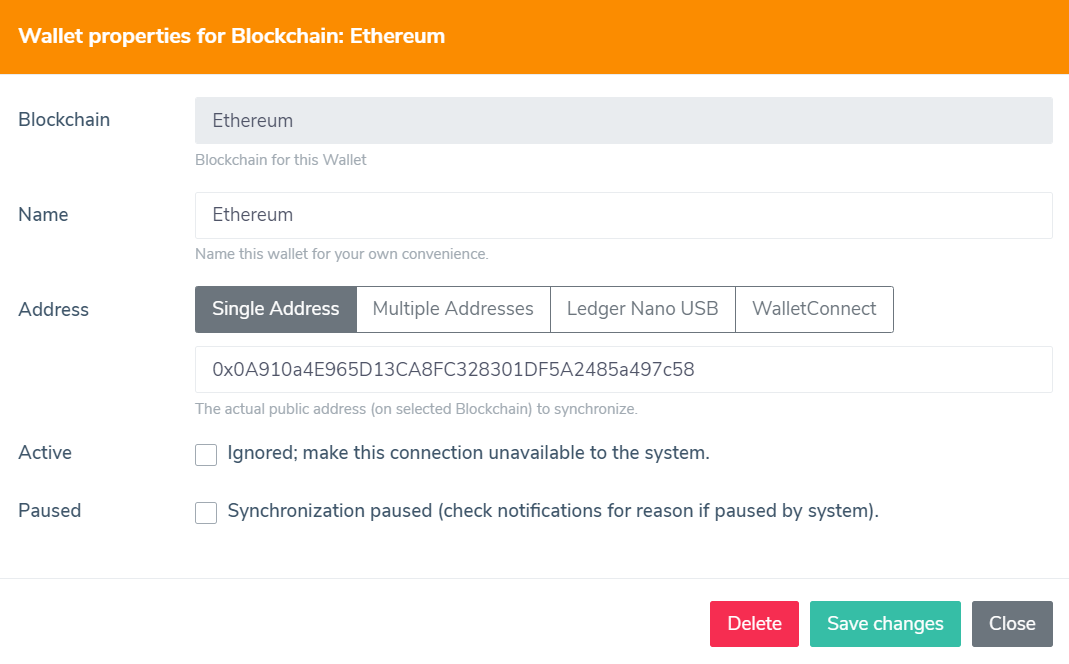 Wallet properties for Blockchain: Ethereum
Blockchain
Ethereum
Blockchain for this Wallet
Name
Ethereum
Name this wallet for your own convenience.
Address
Single Address
Multiple Addresses
Ledger Nano USB
WalletConnect
0x0A910a4E965D13CA8FC328301DF5A2485a497c58
The actual public address (on selected Blockchain) to synchronize.
Active
Ignored; make this connection unavailable to the system.
Paused
Synchronization paused (check notifications for reason if paused by system).
Delete
Save changes
Close